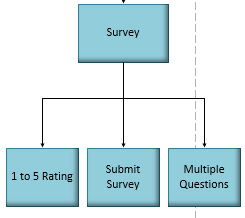 Survey
1 to 5 Rating
Submit
Survey
Multiple
Questions